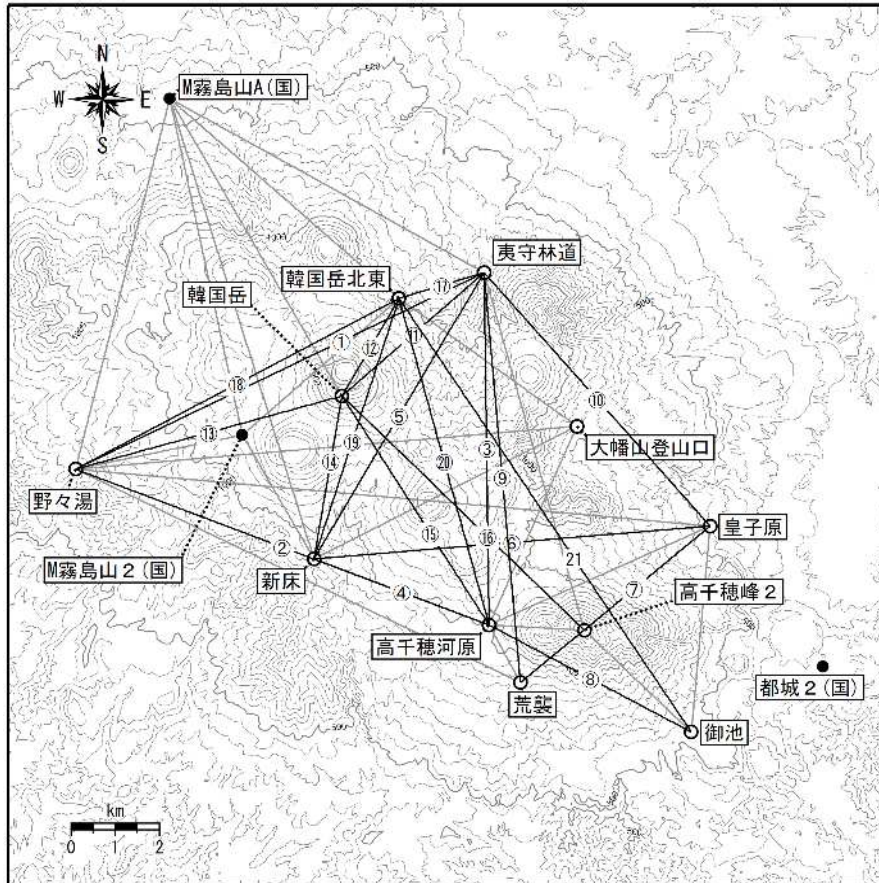 M霧島山A(国)
N
W
E
S
夷守林道
韓国岳北東
韓国岳
⑰
①
⑫
⑪
⑱
⑤
⑩
⑬
⑲
⑭
⑳
③
⑨
大幡山登山口
野々湯
②
⑮
⑯
⑥
皇子原
M霧島山2(国)
新床
21
④
⑦
高千穂峰2
高千穂河原
⑧
荒襲
都城2(国)
御池
km
0
1
2
500
1000
500